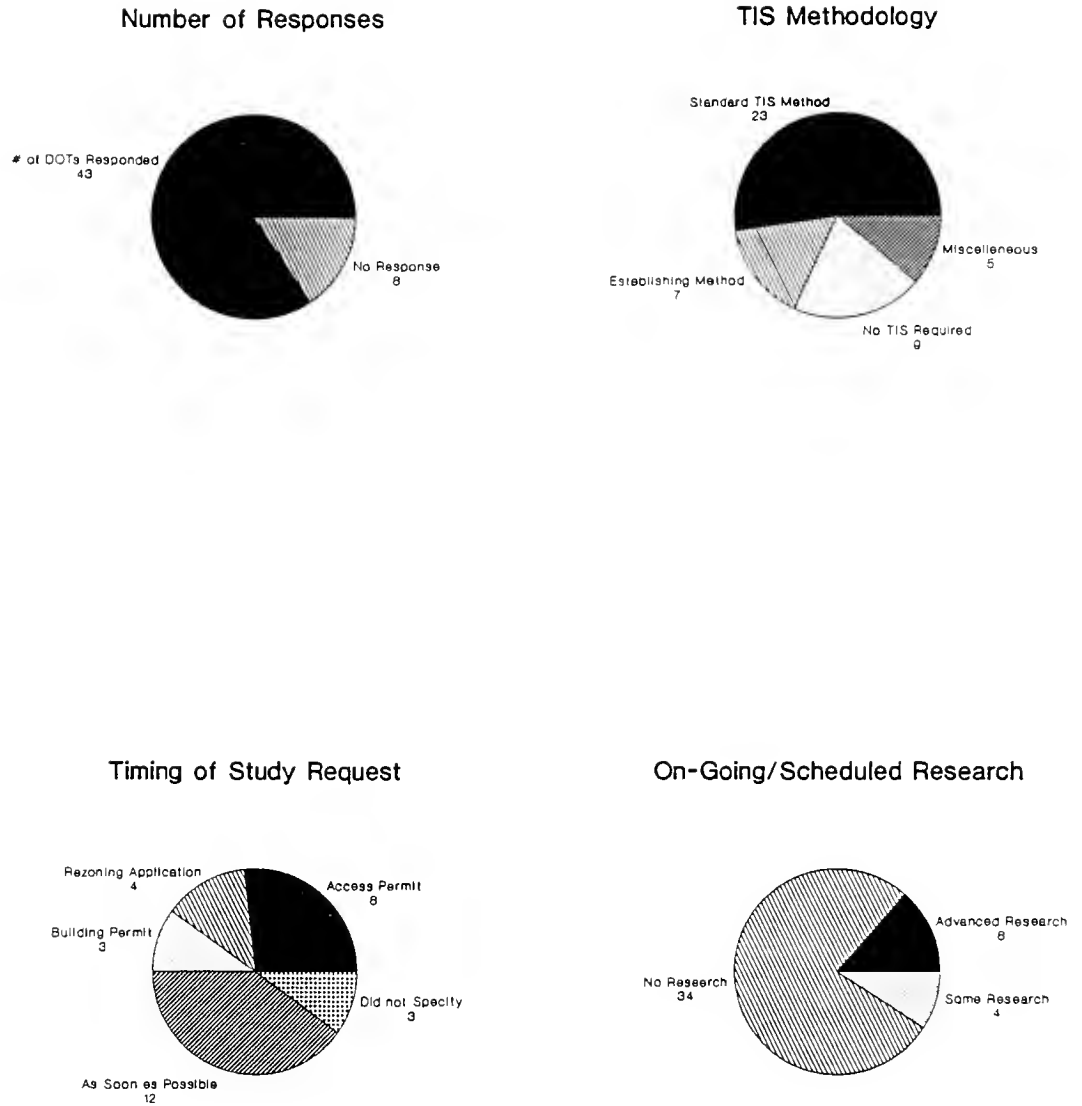 Number of Responses
# of DOTs Responded
43
No Response
8
TIS Methodology
Standard TIS Method
23
Miscellaneous
5
Establishing Method
7
No TIS Required
9
Timing of Study Request
Rezoning Application
4
Access Permit
8
Building Permit
3
Did not Specify
3
As Soon as Possible
12
On-Going/Scheduled Research
Advanced Research
6
No Research
34
Some Research
4